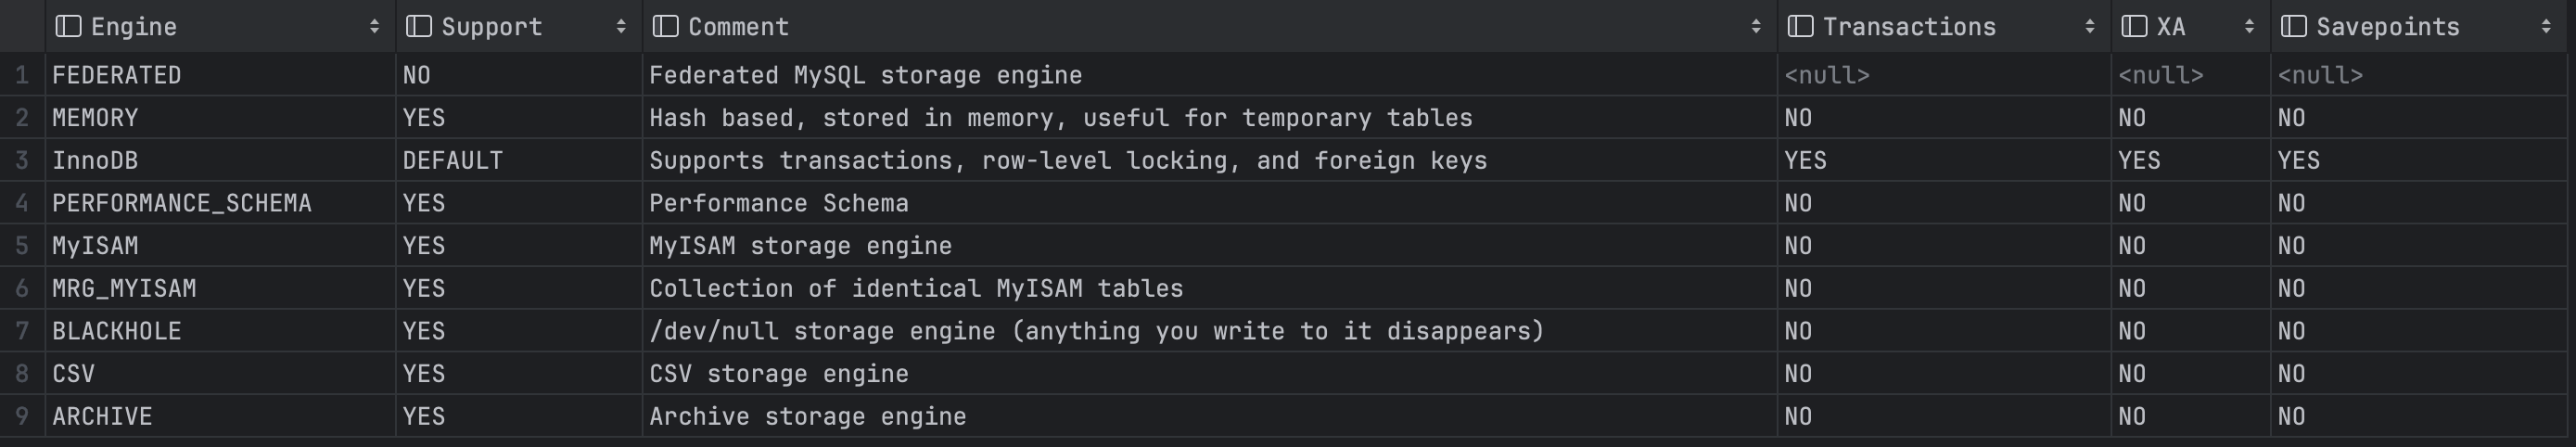 Engine Support Comment Transactions XA Savepoints
1 FEDERATED NO Federated MySQL storage engine <null> <null> <null>
2 MEMORY YES Hash based, stored in memory, useful for temporary tables NO NO NO
3 InnoDB DEFAULT Supports transactions, row-level locking, and foreign keys YES YES YES
4 PERFORMANCE_SCHEMA YES Performance Schema NO NO NO
5 MyISAM YES MyISAM storage engine NO NO NO
6 MRG_MYISAM YES Collection of identical MyISAM tables NO NO NO
7 BLACKHOLE YES /dev/null storage engine (anything you write to it disappears) NO NO NO
8 CSV YES CSV storage engine NO NO NO
9 ARCHIVE YES Archive storage engine NO NO NO